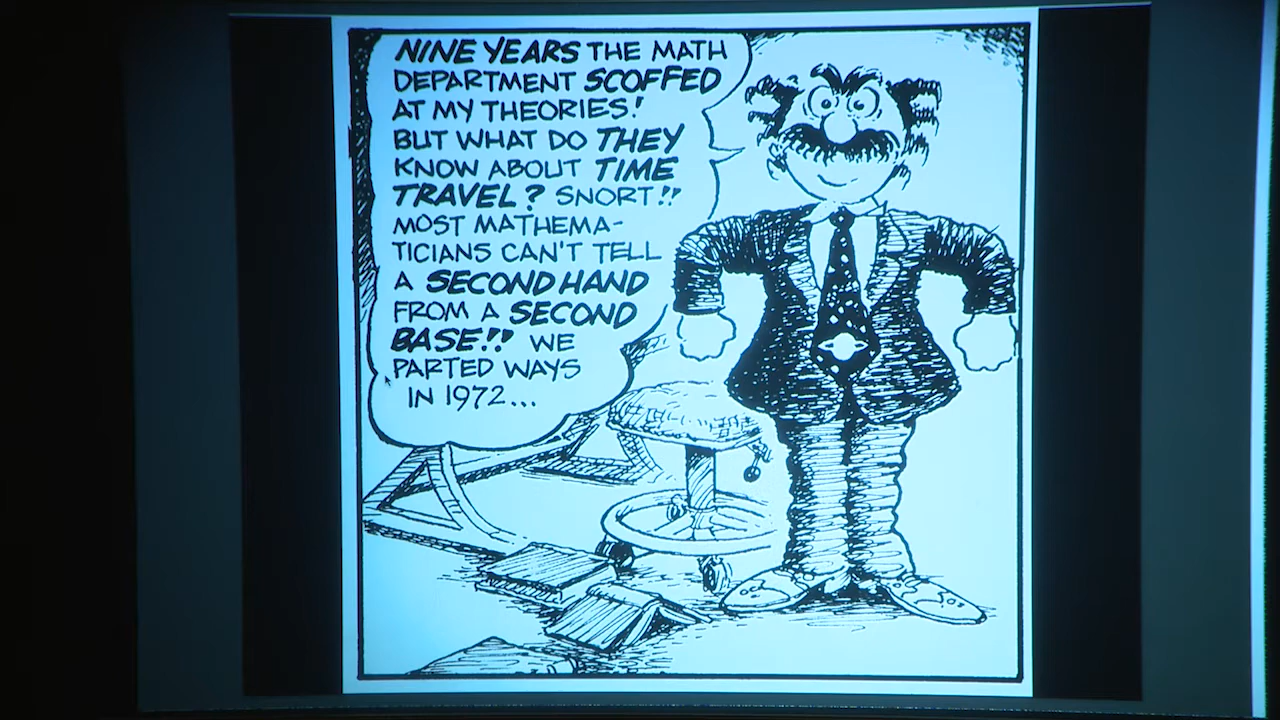 NINE YEARS THE MATH
DEPARTMENT SCOFFED
AT MY THEORIES!
BUT WHAT DO THEY
KNOW ABOUT TIME
TRAVEL? SNORT!!
MOST MATHEMA-
TICIANS CAN'T TELL
A SECOND HAND
FROM A SECOND
BASE!! WE
PARTED WAYS
IN 1972...